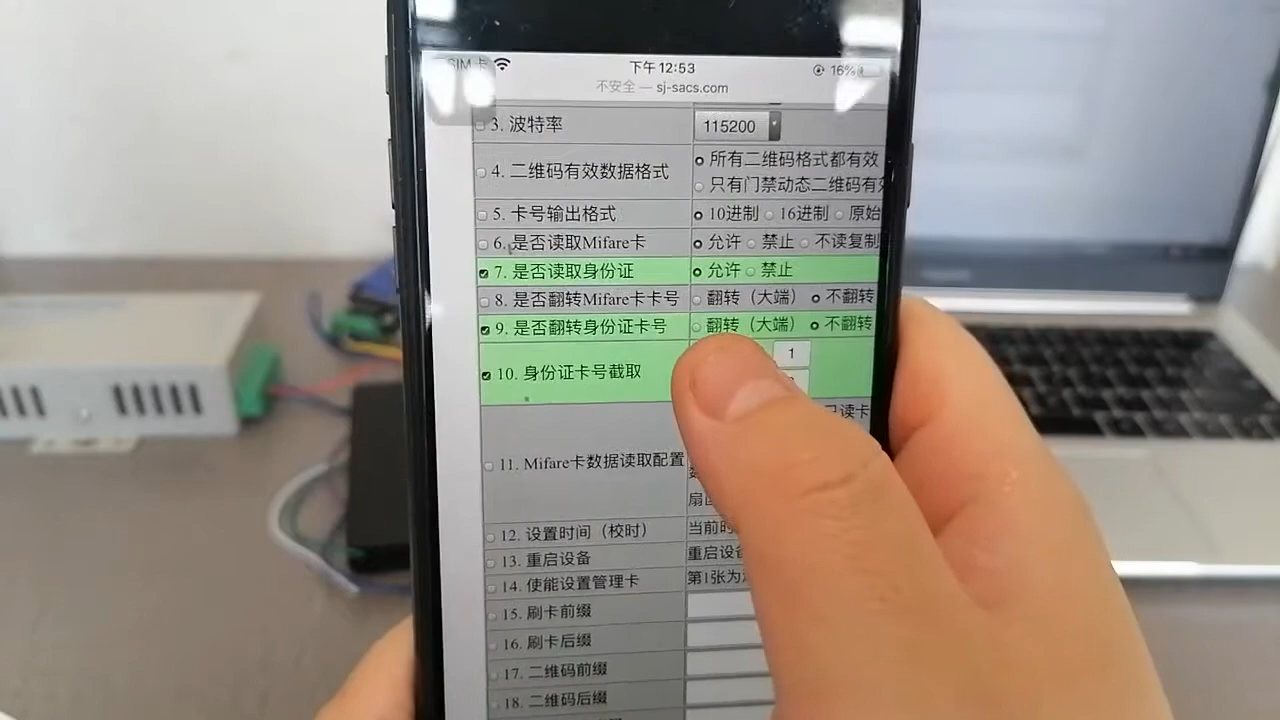 SIM 卡 下午12:53 16%
不安全 — sj-sacs.com
3. 波特率 115200
4. 二维码有效数据格式 所有二维码格式都有效
只有门禁动态二维码有效
5. 卡号输出格式 10进制 16进制 原始
6. 是否读取Mifare卡 允许 禁止 不读复制
7. 是否读取身份证 允许 禁止
8. 是否翻转Mifare卡卡号 翻转（大端） 不翻转
9. 是否翻转身份证卡号 翻转（大端） 不翻转
10. 身份证卡号截取 1
只读卡
11. Mifare卡数据读取配置
12. 设置时间（校时） 当前时
13. 重启设备 重启设备
14. 使能设置管理卡 第1张为
15. 刷卡前缀
16. 刷卡后缀
17. 二维码前缀
18. 二维码后缀